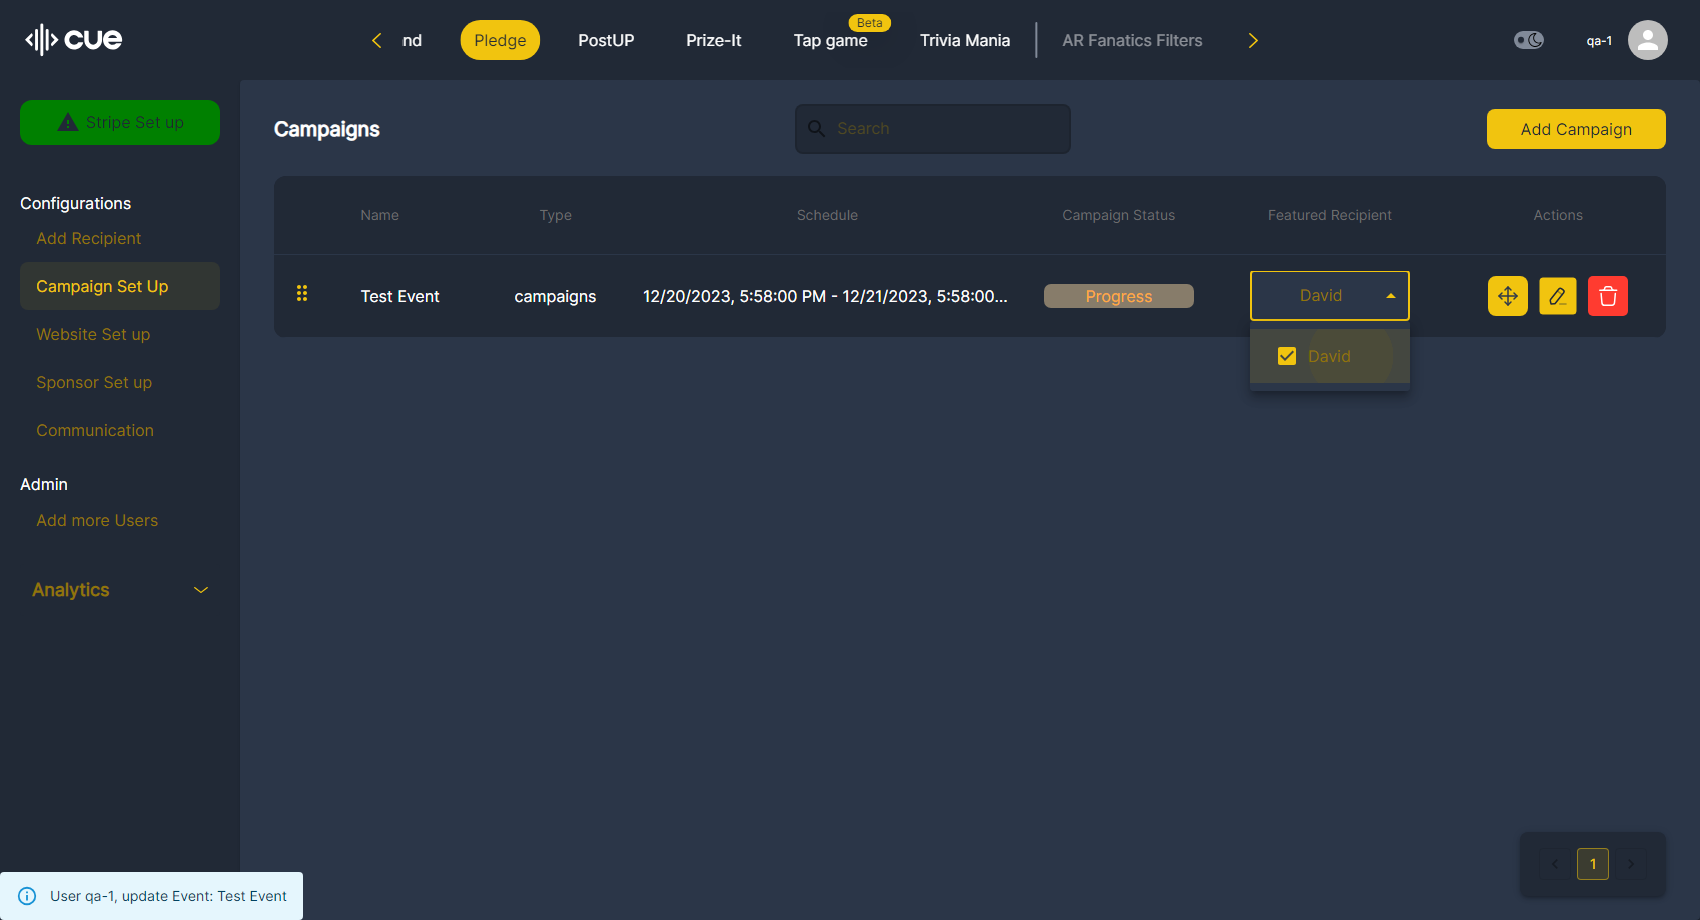 cue
nd
Pledge
PostUP
Prize-It
Tap game
Beta
Trivia Mania
AR Fanatics Filters
qa-1
Stripe Set up
Configurations
Add Recipient
Campaign Set Up
Website Set up
Sponsor Set up
Communication
Admin
Add more Users
Analytics
Campaigns
Search
Add Campaign
Name Type Schedule Campaign Status Featured Recipient Actions
Test Event campaigns 12/20/2023, 5:58:00 PM - 12/21/2023, 5:58:00... Progress David
David
1
User qa-1, update Event: Test Event